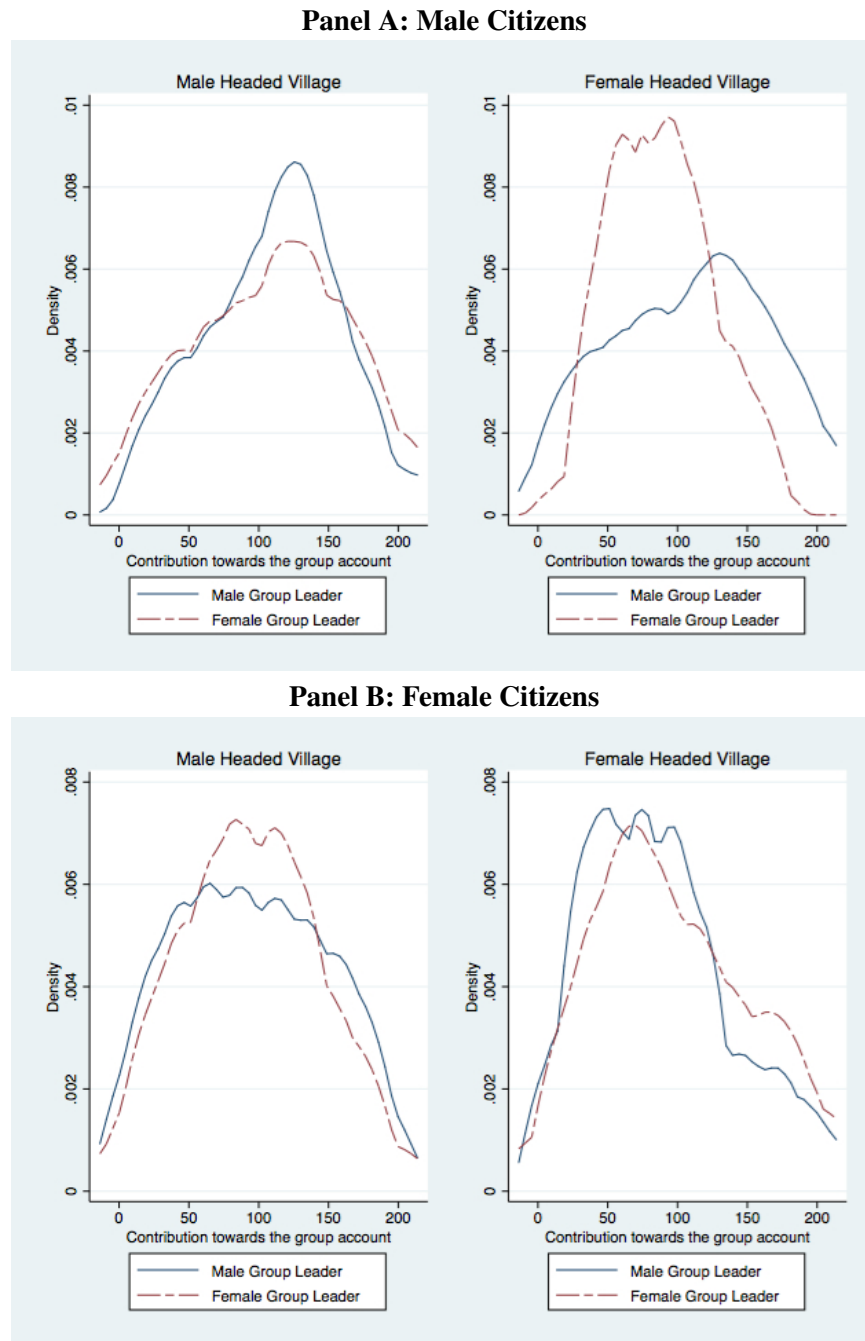 Panel A: Male Citizens
Male Headed Village
Density
0
.002
.004
.006
.008
.01
0 50 100 150 200
Contribution towards the group account
Male Group Leader
Female Group Leader
Female Headed Village
Density
0
.002
.004
.006
.008
.01
0 50 100 150 200
Contribution towards the group account
Male Group Leader
Female Group Leader
Panel B: Female Citizens
Male Headed Village
Density
0
.002
.004
.006
.008
0 50 100 150 200
Contribution towards the group account
Male Group Leader
Female Group Leader
Female Headed Village
Density
0
.002
.004
.006
.008
0 50 100 150 200
Contribution towards the group account
Male Group Leader
Female Group Leader